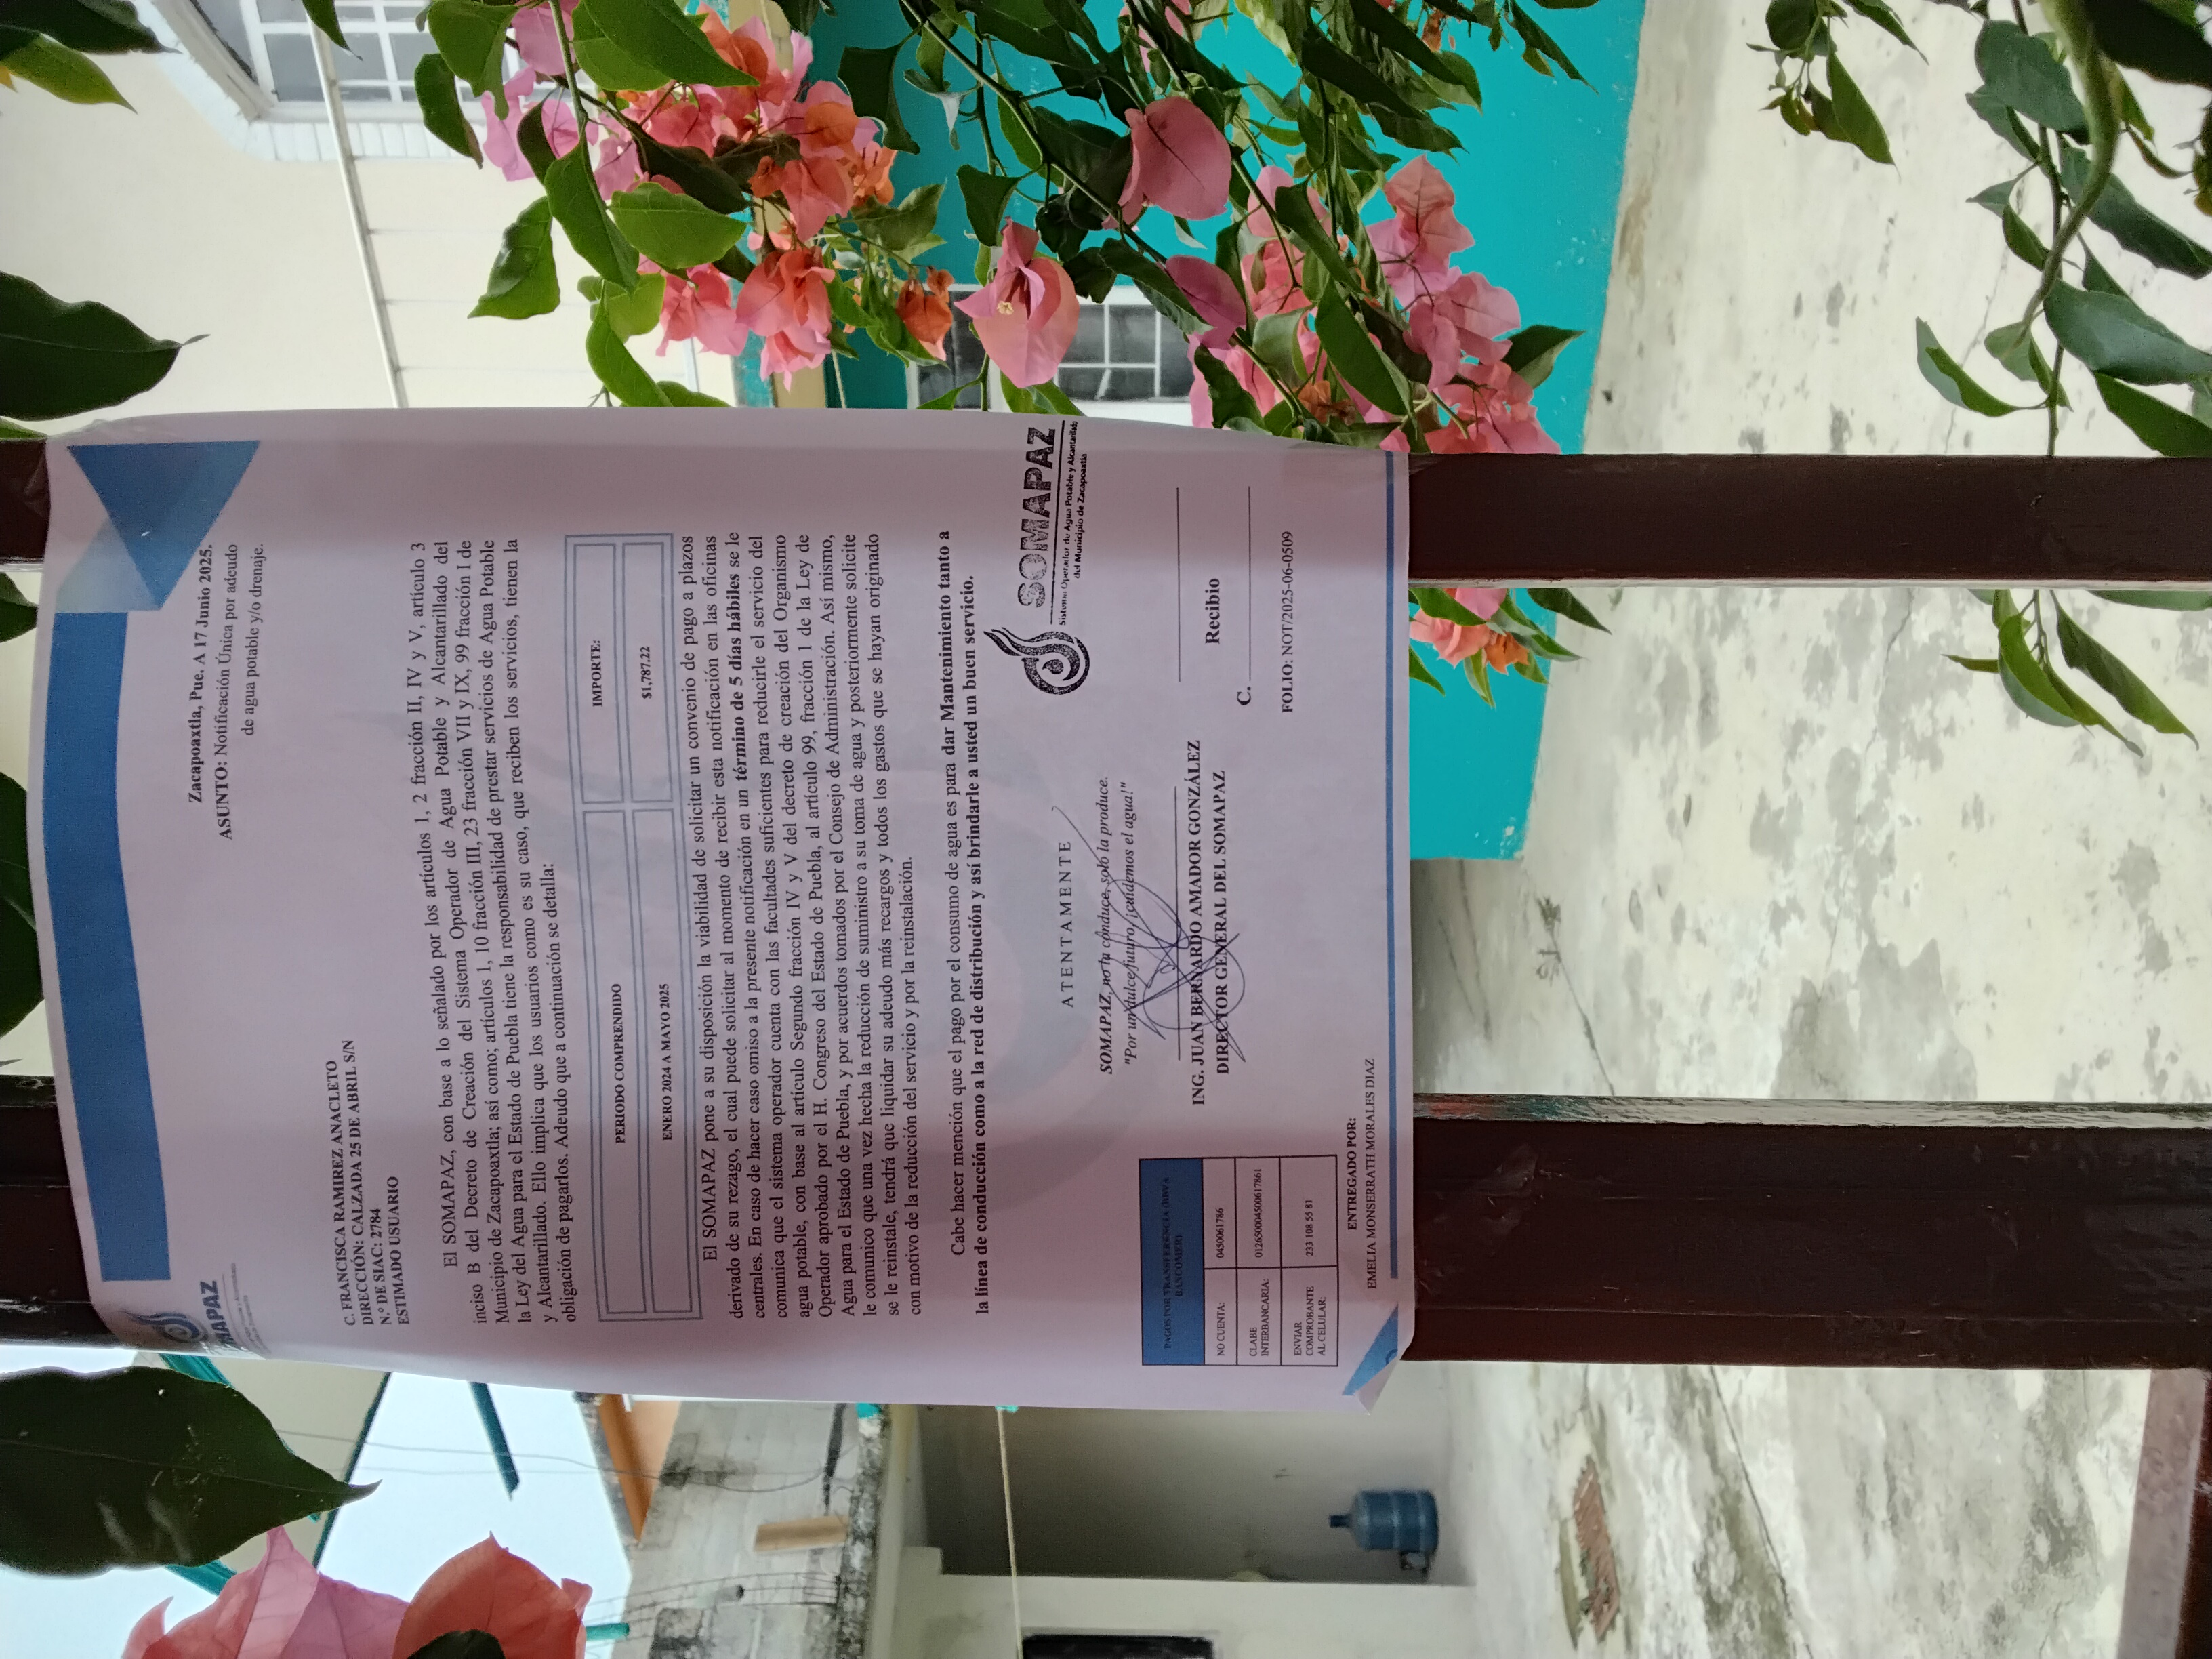 SOMAPAZ
Zacapoaxtla, Pue. A 17 Junio 2025.
ASUNTO: Notificación Única por adeudo
de agua potable y/o drenaje.
C. FRANCISCA RAMIREZ ANACLETO
DIRECCIÓN: CALZADA 25 DE ABRIL S/N
N.º DE SIAC: 2784
ESTIMADO USUARIO
El SOMAPAZ, con base a lo señalado por los artículos 1, 2 fracción II, IV y V, artículo 3
inciso B del Decreto de Creación del Sistema Operador de Agua Potable y Alcantarillado del
Municipio de Zacapoaxtla; así como; artículos 1, 10 fracción III, 23 fracción VII y IX, 99 fracción I de
la Ley del Agua para el Estado de Puebla tiene la responsabilidad de prestar servicios de Agua Potable
y Alcantarillado. Ello implica que los usuarios como es su caso, que reciben los servicios, tienen la
obligación de pagarlos. Adeudo que a continuación se detalla:
PERIODO COMPRENDIDO IMPORTE:
ENERO 2024 A MAYO 2025 $1,787.22
El SOMAPAZ pone a su disposición la viabilidad de solicitar un convenio de pago a plazos
derivado de su rezago, el cual puede solicitar al momento de recibir esta notificación en las oficinas
centrales. En caso de hacer caso omiso a la presente notificación en un término de 5 días hábiles se le
comunica que el sistema operador cuenta con las facultades suficientes para reducirle el servicio del
agua potable, con base al artículo Segundo fracción IV y V del decreto de creación del Organismo
Operador aprobado por el H. Congreso del Estado de Puebla, al artículo 99, fracción 1 de la Ley de
Agua para el Estado de Puebla, y por acuerdos tomados por el Consejo de Administración. Así mismo,
le comunico que una vez hecha la reducción de suministro a su toma de agua y posteriormente solicite
se le reinstale, tendrá que liquidar su adeudo más recargos y todos los gastos que se hayan originado
con motivo de la reducción del servicio y por la reinstalación.
Cabe hacer mención que el pago por el consumo de agua es para dar Mantenimiento tanto a
la línea de conducción como a la red de distribución y así brindarle a usted un buen servicio.
SOMAPAZ
Sistema Operador de Agua Potable y Alcantarillado
del Municipio de Zacapoaxtla
ATENTAMENTE
SOMAPAZ, no la conduce, solo la produce.
"Por un dulce futuro, ¡cuidemos el agua!"
ING. JUAN BERNARDO AMADOR GONZÁLEZ
DIRECTOR GENERAL DEL SOMAPAZ
Recibio
C.
FOLIO: NOT/2025-06-0509
PAGOS POR TRANSFERENCIA (BBVA
BANCOMER)
NO CUENTA: 0450061786
CLABE
INTERBANCARIA: 012650004500617861
ENVIAR
COMPROBANTE
AL CELULAR: 233 108 55 81
ENTREGADO POR:
EMELIA MONSERRATH MORALES DIAZ